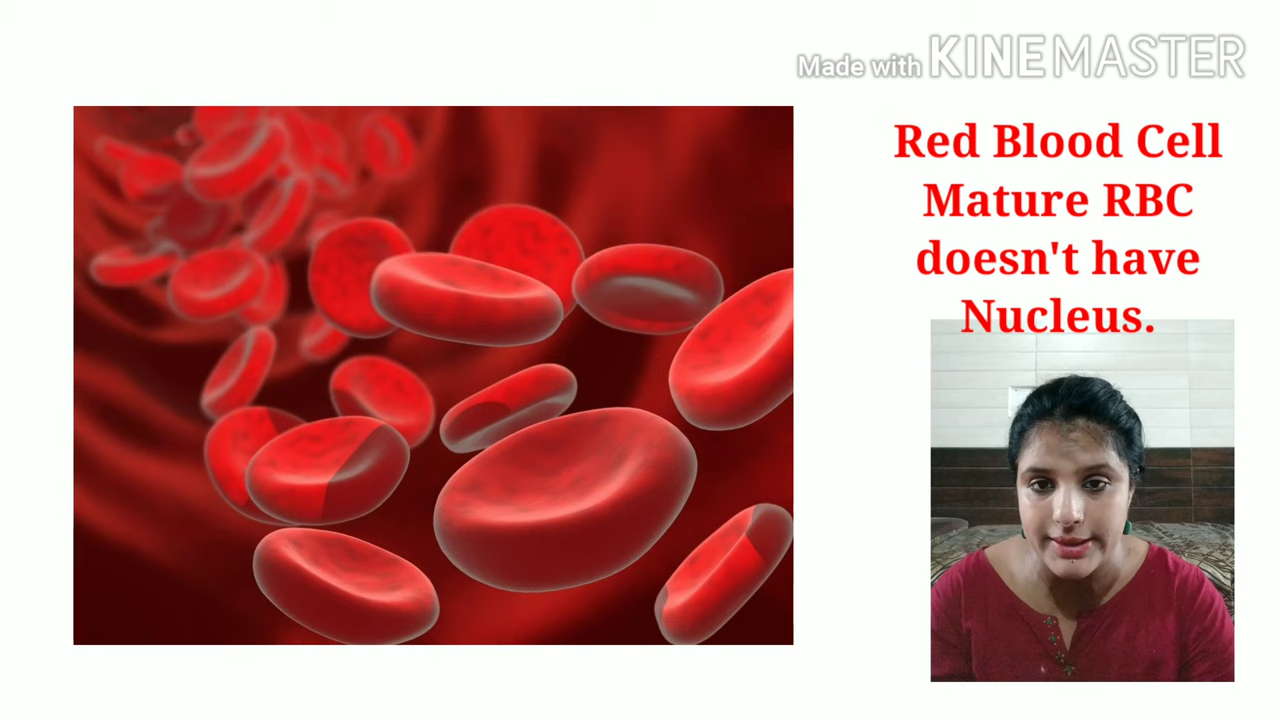 Made with KINEMASTER
Red Blood Cell
Mature RBC
doesn't have
Nucleus.